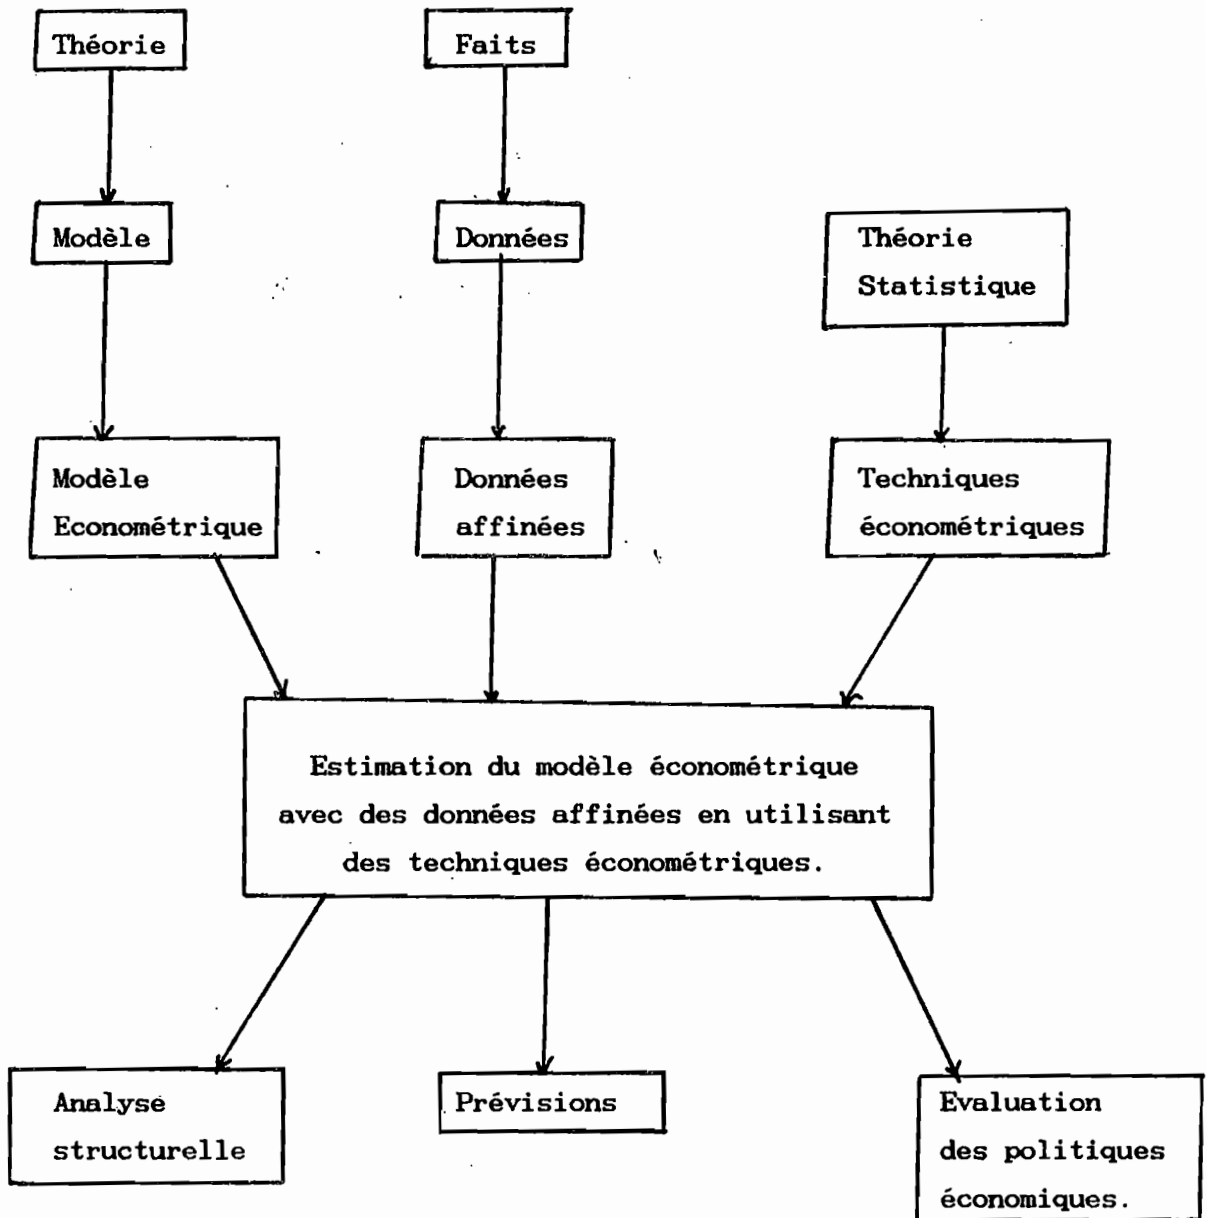 Théorie
Faits
Modèle
Données
Théorie
Statistique
Modèle
Econométrique
Données
affinées
Techniques
économétriques
Estimation du modèle économétrique
avec des données affinées en utilisant
des techniques économétriques.
Analyse
structurelle
Prévisions
Evaluation
des politiques
économiques.